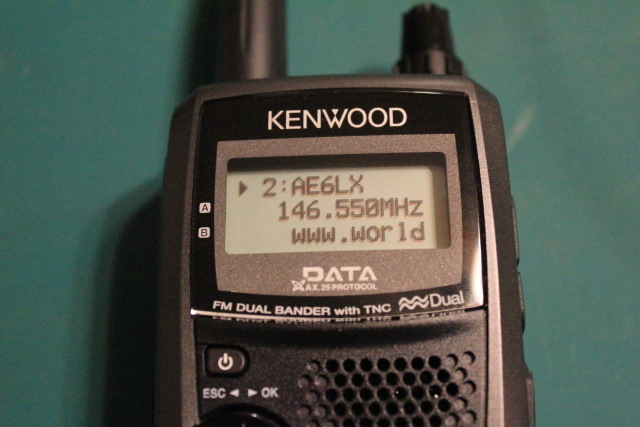 KENWOOD
▶ 2:AE6LX
A
146.550MHz
B
www.world
DATA
AX.25 PROTOCOL
FM DUAL BANDER with TNC
Dual
ESC ◀ ▶ OK